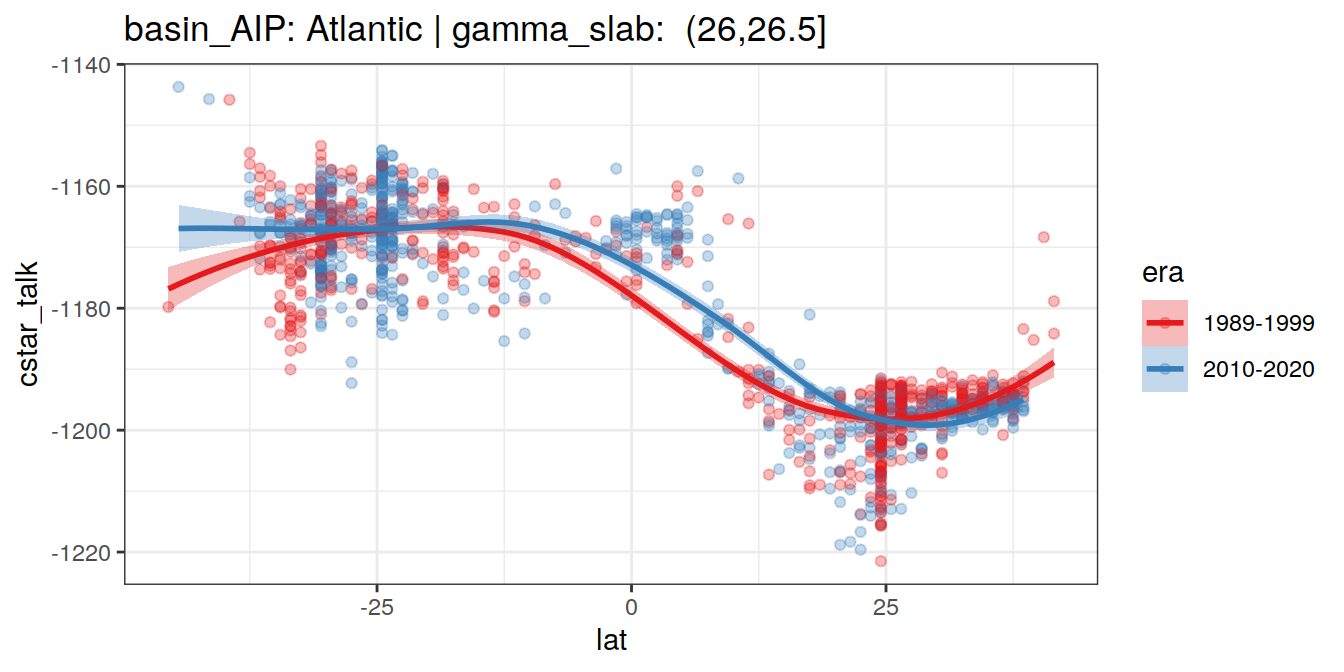 basin_AIP: Atlantic | gamma_slab:  (26,26.5]
-1140
-1160
-1180
-1200
-1220
cstar_talk
-25
0
25
lat
era
1989-1999
2010-2020